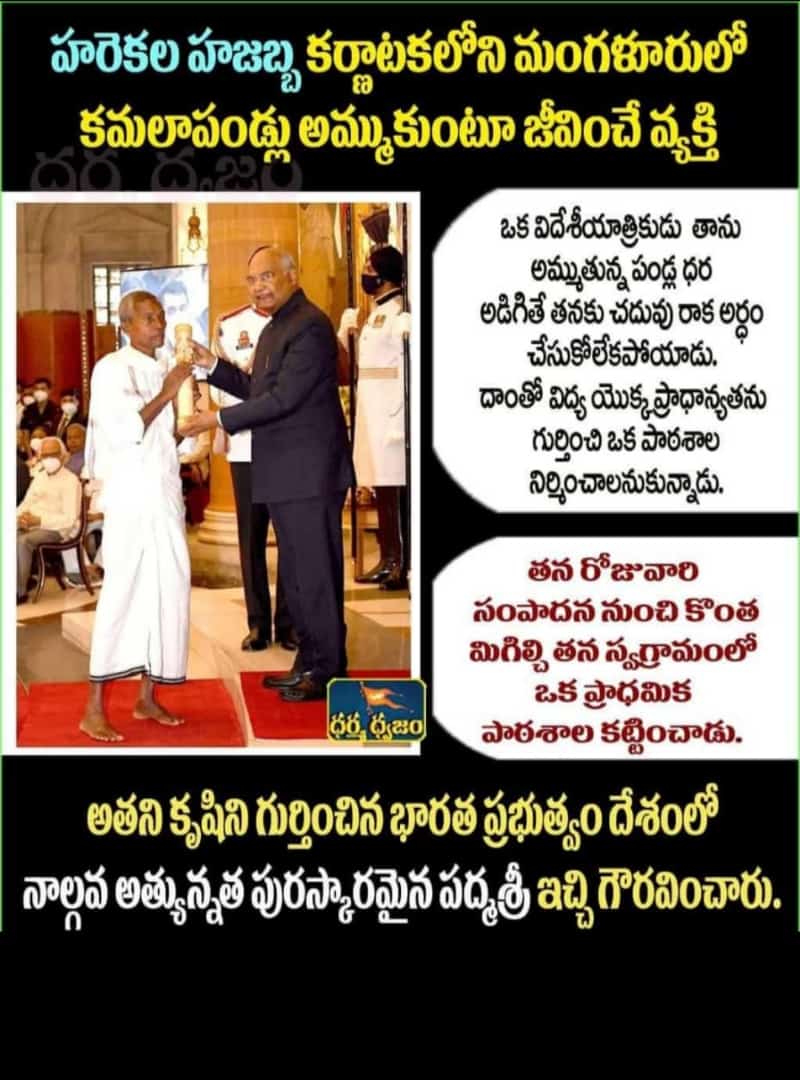 హరెకల హజబ్బ కర్ణాటకలోని మంగళూరులో
కమలాపండ్లు అమ్ముకుంటూ జీవించే వ్యక్తి
ధర్మ ధ్వజం
ఒక విదేశీయాత్రికుడు తాను
అమ్ముతున్న పండ్ల ధర
అడిగితే తనకు చదువు రాక అర్ధం
చేసుకోలేకపోయాడు.
దాంతో విద్య యొక్క ప్రాధాన్యతను
గుర్తించి ఒక పాఠశాల
నిర్మించాలనుకున్నాడు.
తన రోజువారి
సంపాదన నుంచి కొంత
మిగిల్చి తన స్వగ్రామంలో
ఒక ప్రాధమిక
పాఠశాల కట్టించాడు.
ధర్మ ధ్వజం
అతని కృషిని గుర్తించిన భారత ప్రభుత్వం దేశంలో
నాల్గవ అత్యున్నత పురస్కారమైన పద్మశ్రీ ఇచ్చి గౌరవించారు.